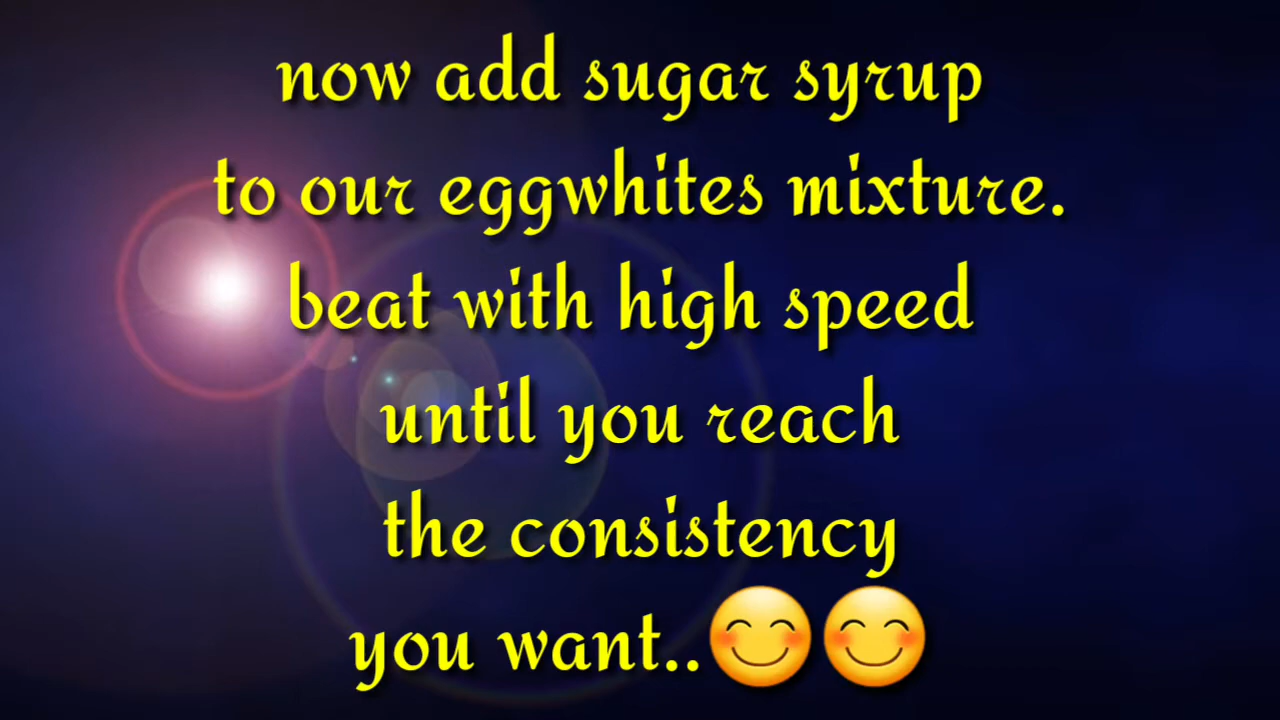 now add sugar syrup
to our eggwhites mixture.
beat with high speed
until you reach
the consistency
you want..😊😊